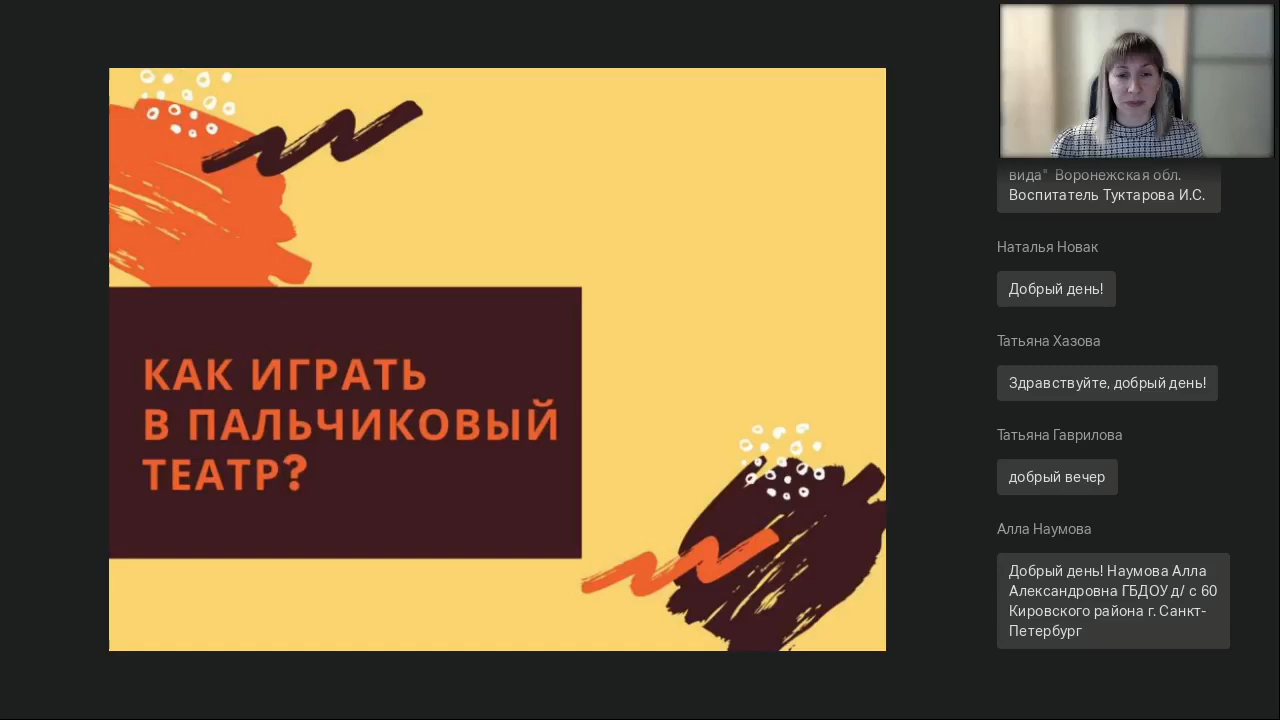 КАК ИГРАТЬ
В ПАЛЬЧИКОВЫЙ
ТЕАТР?
вида" Воронежская обл.
Воспитатель Туктарова И.С.
Наталья Новак
Добрый день!
Татьяна Хазова
Здравствуйте, добрый день!
Татьяна Гаврилова
добрый вечер
Алла Наумова
Добрый день! Наумова Алла
Александровна ГБДОУ д/ с 60
Кировского района г. Санкт-
Петербург